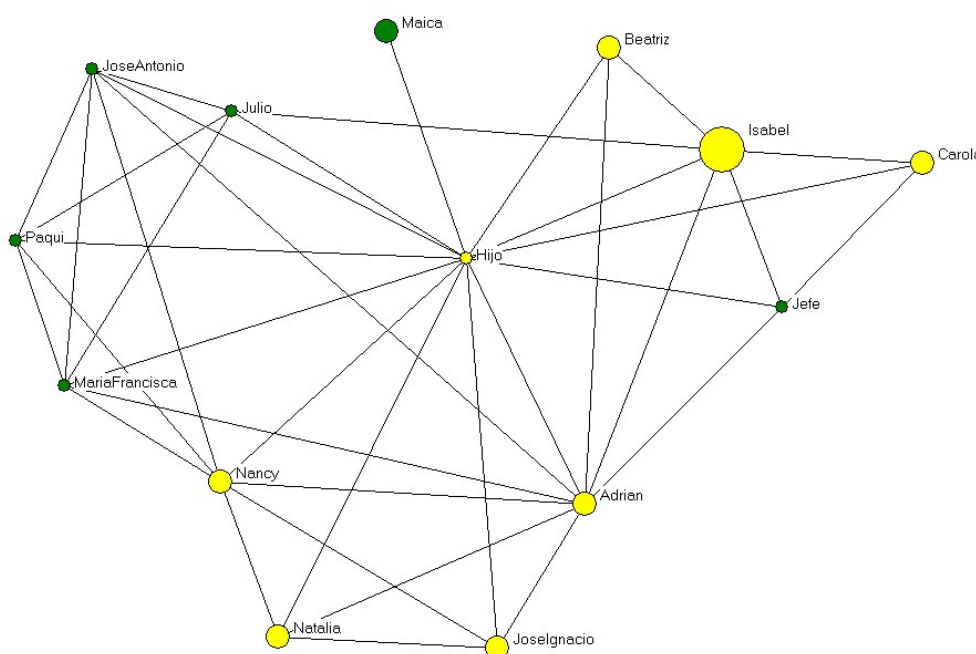 Maica
Beatriz
JoseAntonio
Julio
Isabel
Carola
Paqui
Hijo
Jefe
MariaFrancisca
Nancy
Adrian
Natalia
JoseIgnacio